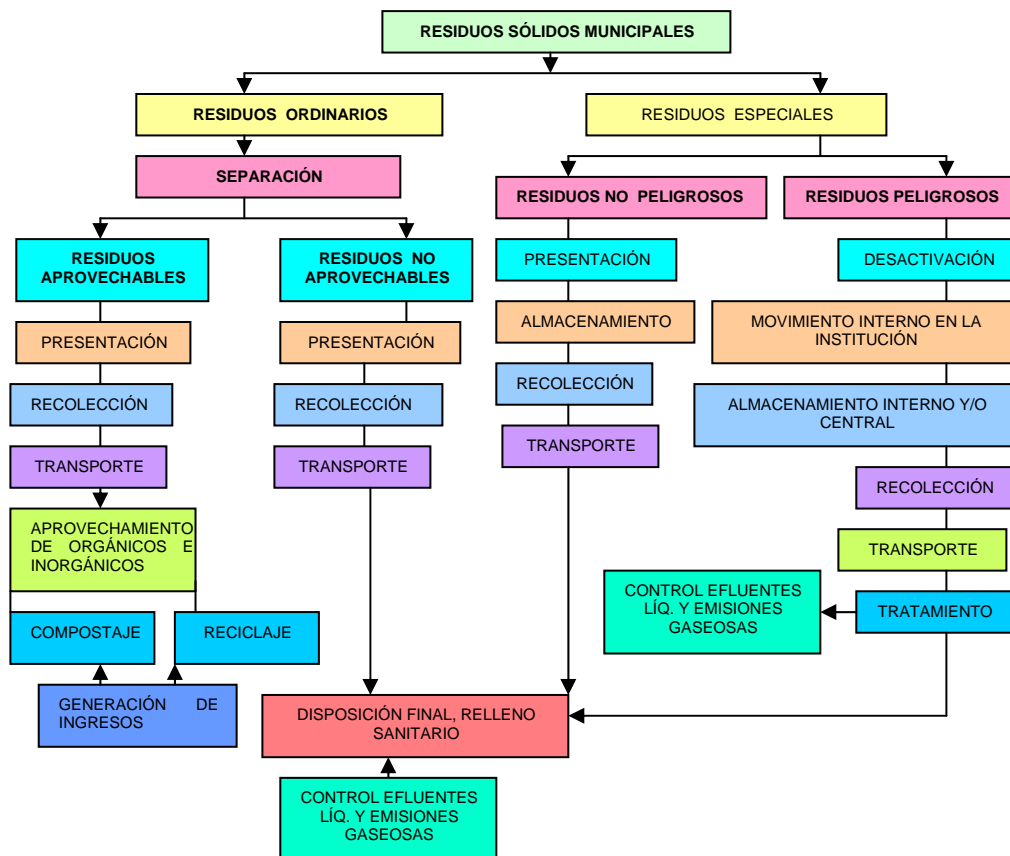 RESIDUOS SÓLIDOS MUNICIPALES
RESIDUOS ORDINARIOS
RESIDUOS ESPECIALES
SEPARACIÓN
RESIDUOS NO PELIGROSOS
RESIDUOS PELIGROSOS
RESIDUOS
APROVECHABLES
RESIDUOS NO
APROVECHABLES
PRESENTACIÓN
DESACTIVACIÓN
PRESENTACIÓN
PRESENTACIÓN
ALMACENAMIENTO
MOVIMIENTO INTERNO EN LA
INSTITUCIÓN
RECOLECCIÓN
RECOLECCIÓN
RECOLECCIÓN
ALMACENAMIENTO INTERNO Y/O
CENTRAL
TRANSPORTE
TRANSPORTE
TRANSPORTE
RECOLECCIÓN
APROVECHAMIENTO
DE ORGÁNICOS E
INORGÁNICOS
TRANSPORTE
CONTROL EFLUENTES
LÍQ. Y EMISIONES
GASEOSAS
TRATAMIENTO
COMPOSTAJE
RECICLAJE
GENERACIÓN DE
INGRESOS
DISPOSICIÓN FINAL, RELLENO
SANITARIO
CONTROL EFLUENTES
LÍQ. Y EMISIONES
GASEOSAS